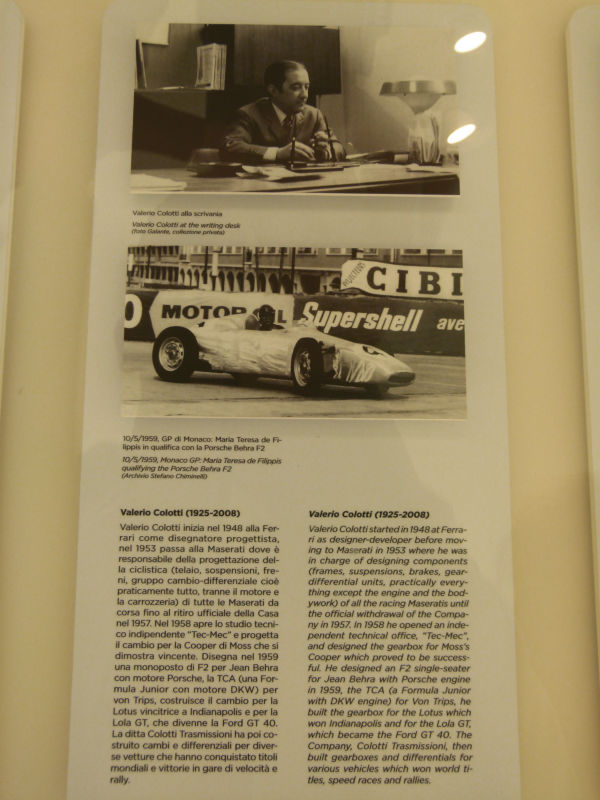 Valerio Colotti alla scrivania
Valerio Colotti at the writing desk
(foto Galante, collezione privata)
INJECTEURS
CIBI
O
MOTOR OIL
Supershell
ave
10/5/1959, GP di Monaco: Maria Teresa de Fi-
lippis in qualifica con la Porsche Behra F2
10/5/1959, Monaco GP: Maria Teresa de Filippis
qualifying the Porsche Behra F2
(Archivio Stefano Chiminelli)
Valerio Colotti (1925-2008)
Valerio Colotti inizia nel 1948 alla Fer-
rari come disegnatore progettista,
nel 1953 passa alla Maserati dove è
responsabile della progettazione del-
la ciclistica (telaio, sospensioni, fre-
ni, gruppo cambio-differenziale cioè
praticamente tutto, tranne il motore e
la carrozzeria) di tutte le Maserati da
corsa fino al ritiro ufficiale della Casa
nel 1957. Nel 1958 apre lo studio tecni-
co indipendente "Tec-Mec" e progetta
il cambio per la Cooper di Moss che si
dimostra vincente. Disegna nel 1959
una monoposto di F2 per Jean Behra
con motore Porsche, la TCA (una For-
mula Junior con motore DKW) per
von Trips, costruisce il cambio per la
Lotus vincitrice a Indianapolis e per la
Lola GT, che divenne la Ford GT 40.
La ditta Colotti Trasmissioni ha poi co-
struito cambi e differenziali per diver-
se vetture che hanno conquistato titoli
mondiali e vittorie in gare di velocità e
rally.
Valerio Colotti (1925-2008)
Valerio Colotti started in 1948 at Ferra-
ri as designer-developer before mov-
ing to Maserati in 1953 where he was
in charge of designing components
(frames, suspensions, brakes, gear-
differential units, practically every-
thing except the engine and the bod-
ywork) of all the racing Maseratis until
the official withdrawal of the Compa-
ny in 1957. In 1958 he opened an inde-
pendent technical office, "Tec-Mec",
and designed the gearbox for Moss's
Cooper which proved to be success-
ful. He designed an F2 single-seater
for Jean Behra with Porsche engine
in 1959, the TCA (a Formula Junior
with DKW engine) for Von Trips, he
built the gearbox for the Lotus which
won Indianapolis and for the Lola GT,
which became the Ford GT 40. The
Company, Colotti Trasmissioni, then
built gearboxes and differentials for
various vehicles which won world ti-
tles, speed races and rallies.